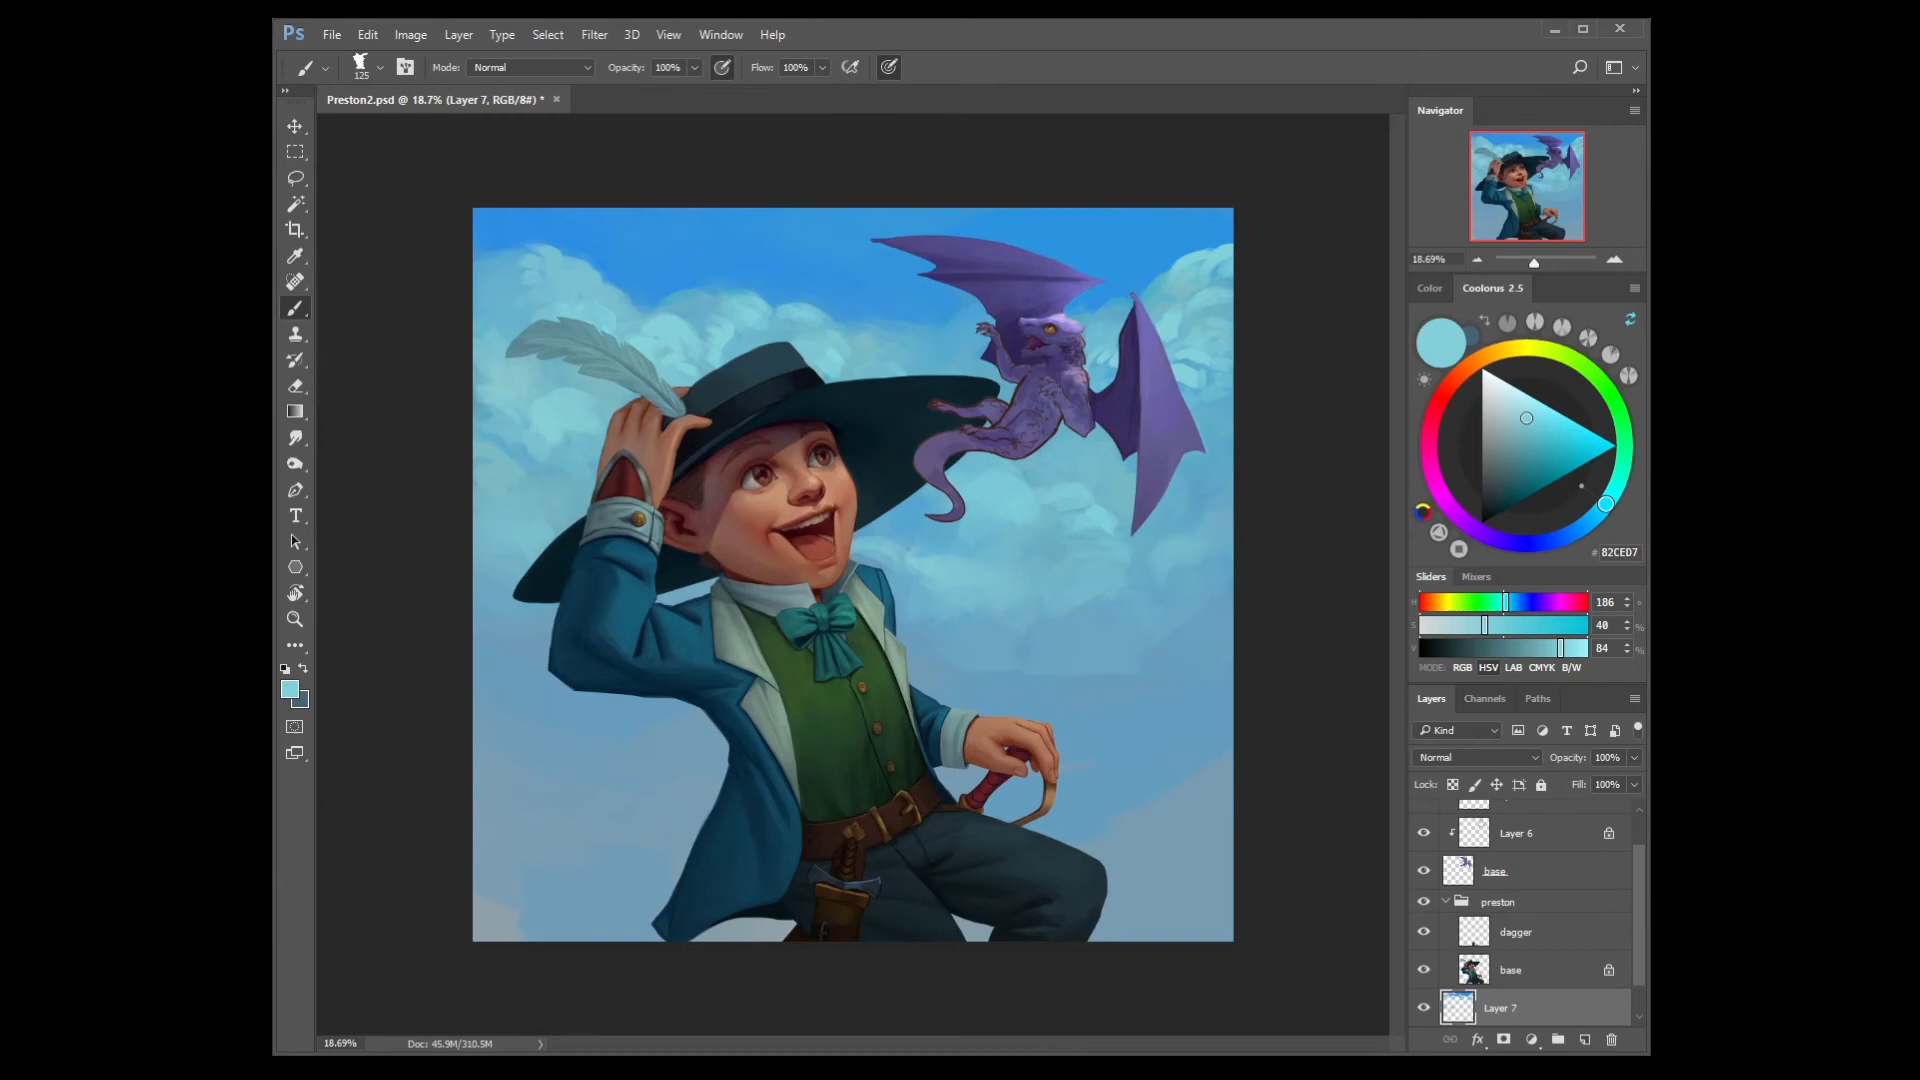 Ps File Edit Image Layer Type Select Filter 3D View Window Help
125 Mode: Normal Opacity: 100% Flow: 100%
Preston2.psd @ 18.7% (Layer 7, RGB/8#) *
Navigator
18.69%
Color Coolorus 2.5
# 82CED7
Sliders Mixers
H 186 °
S 40 %
V 84 %
MODE: RGB HSV LAB CMYK B/W
Layers Channels Paths
Kind
Normal Opacity: 100%
Lock: Fill: 100%
Layer 6
base
preston
dagger
base
Layer 7
fx
18.69% Doc: 45.9M/310.5M